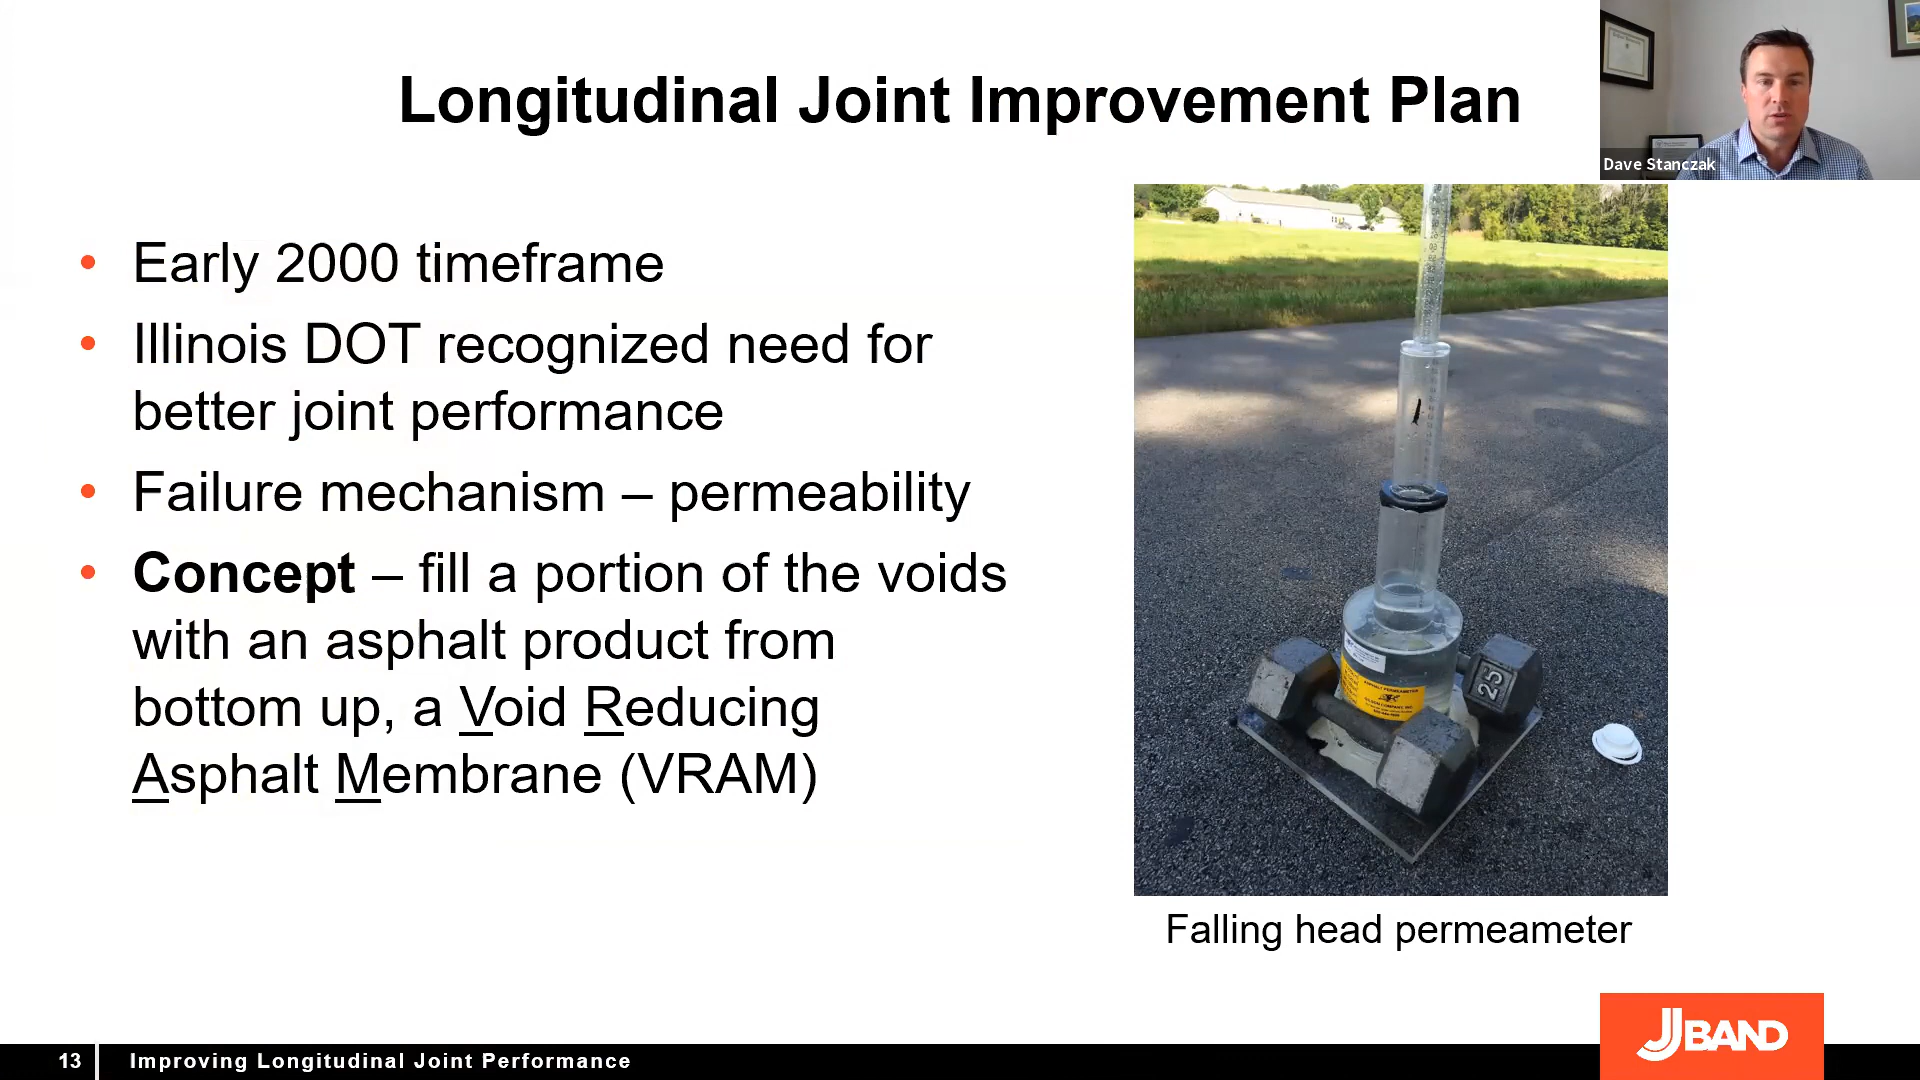 Longitudinal Joint Improvement Plan
Dave Stanczak
• Early 2000 timeframe
• Illinois DOT recognized need for
better joint performance
• Failure mechanism – permeability
• Concept – fill a portion of the voids
with an asphalt product from
bottom up, a Void Reducing
Asphalt Membrane (VRAM)
25
Falling head permeameter
13
Improving Longitudinal Joint Performance
JBAND